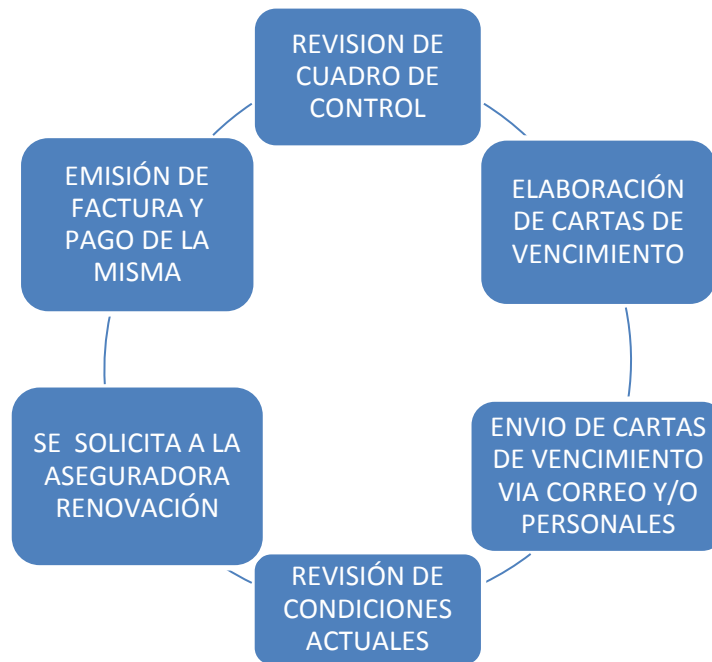 REVISION DE
CUADRO DE
CONTROL
ELABORACIÓN
DE CARTAS DE
VENCIMIENTO
ENVIO DE CARTAS
DE VENCIMIENTO
VIA CORREO Y/O
PERSONALES
REVISIÓN DE
CONDICIONES
ACTUALES
SE SOLICITA A LA
ASEGURADORA
RENOVACIÓN
EMISIÓN DE
FACTURA Y
PAGO DE LA
MISMA